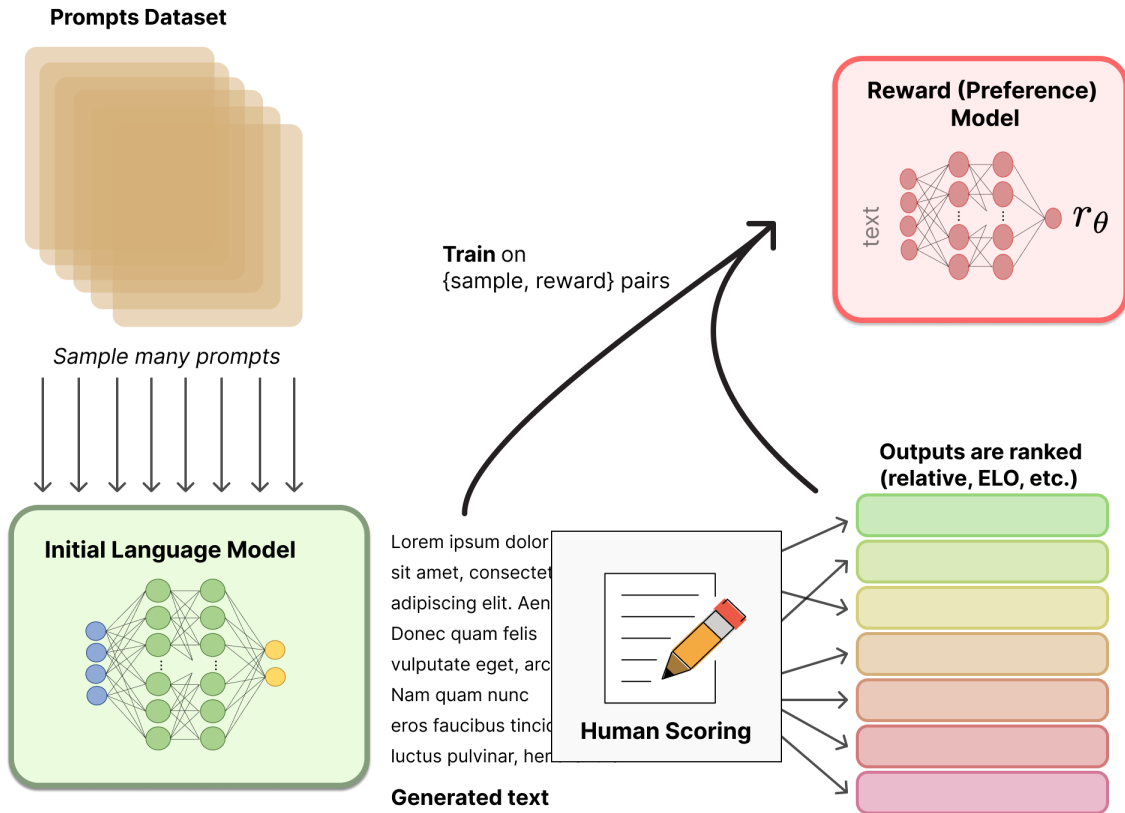 Prompts Dataset
Sample many prompts
Initial Language Model
Train on
{sample, reward} pairs
Reward (Preference)
Model
text
rθ
Lorem ipsum dolor
sit amet, consectet
adipiscing elit. Aen
Donec quam felis
vulputate eget, arc
Nam quam nunc
eros faucibus tincid
luctus pulvinar, hen
Generated text
Human Scoring
Outputs are ranked
(relative, ELO, etc.)